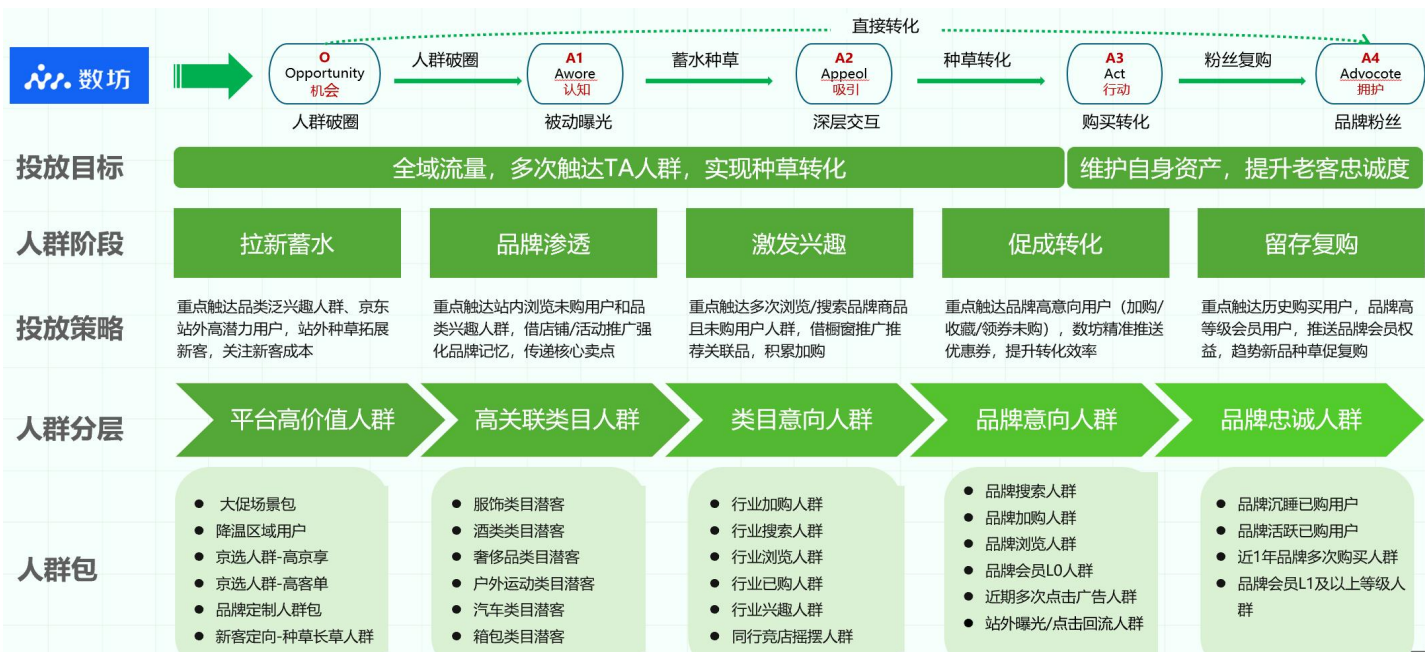 直接转化
数坊
O
Opportunity
机会
人群破圈
A1
Awore
认知
蓄水种草
A2
Appeol
吸引
种草转化
A3
Act
行动
粉丝复购
A4
Advocote
拥护
人群破圈
被动曝光
深层交互
购买转化
品牌粉丝
投放目标
全域流量，多次触达TA人群，实现种草转化
维护自身资产，提升老客忠诚度
人群阶段
拉新蓄水
品牌渗透
激发兴趣
促成转化
留存复购
投放策略
重点触达品类泛兴趣人群、京东
站外高潜力用户，站外种草拓展
新客，关注新客成本
重点触达站内浏览未购用户和品
类兴趣人群，借店铺/活动推广强
化品牌记忆，传递核心卖点
重点触达多次浏览/搜索品牌商品
且未购用户人群，借橱窗推广推
荐关联品，积累加购
重点触达品牌高意向用户（加购/
收藏/领券未购），数坊精准推送
优惠券，提升转化效率
重点触达历史购买用户，品牌高
等级会员用户，推送品牌会员权
益，趋势新品种草促复购
人群分层
平台高价值人群
高关联类目人群
类目意向人群
品牌意向人群
品牌忠诚人群
人群包
● 大促场景包
● 降温区域用户
● 京选人群-高京享
● 京选人群-高客单
● 品牌定制人群包
● 新客定向-种草长草人群
● 服饰类目潜客
● 酒类类目潜客
● 奢侈品类目潜客
● 户外运动类目潜客
● 汽车类目潜客
● 箱包类目潜客
● 行业加购人群
● 行业搜索人群
● 行业浏览人群
● 行业已购人群
● 行业兴趣人群
● 同行竞店摇摆人群
● 品牌搜索人群
● 品牌加购人群
● 品牌浏览人群
● 品牌会员L0人群
● 近期多次点击广告人群
● 站外曝光/点击回流人群
● 品牌沉睡已购用户
● 品牌活跃已购用户
● 近1年品牌多次购买人群
● 品牌会员L1及以上等级人
群